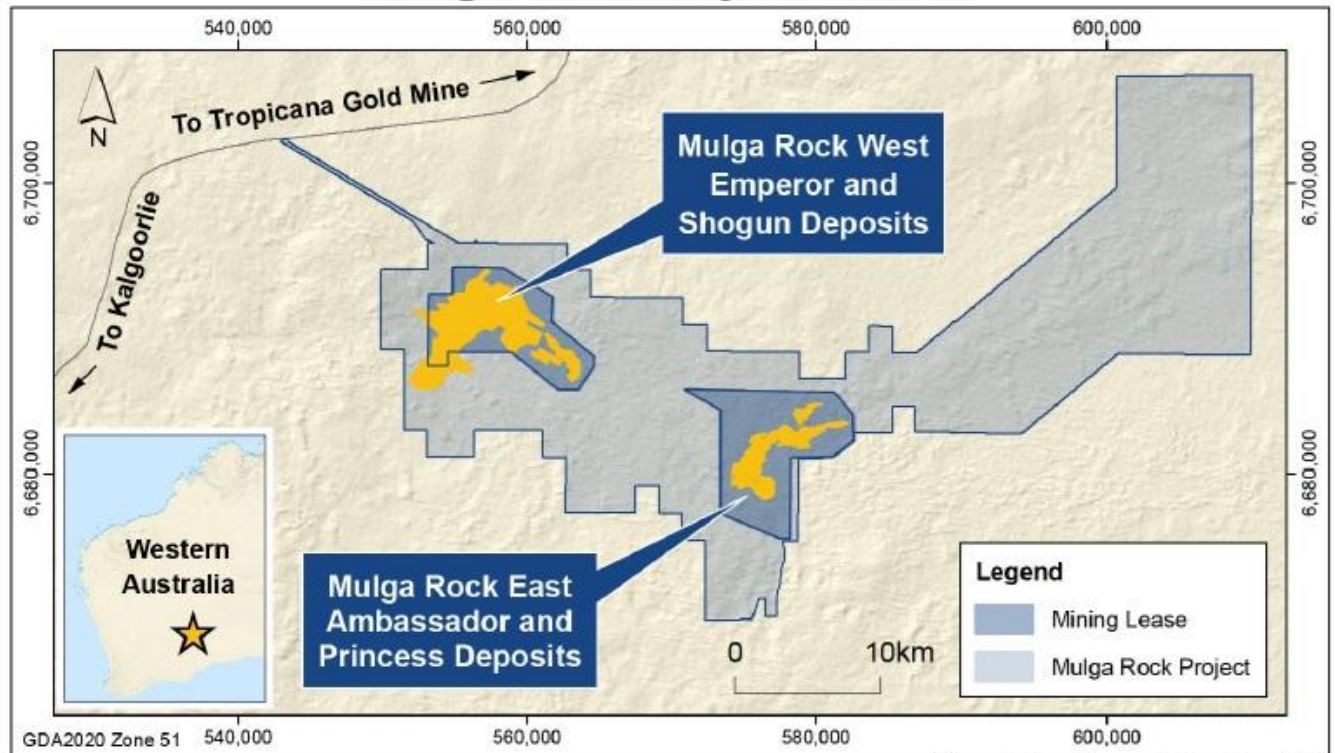 540,000
560,000
580,000
600,000
To Tropicana Gold Mine
N
To Kalgoorlie
6,700,000
6,700,000
Mulga Rock West
Emperor and
Shogun Deposits
6,680,000
6,680,000
Western
Australia
Mulga Rock East
Ambassador and
Princess Deposits
0
10km
Legend
Mining Lease
Mulga Rock Project
GDA2020 Zone 51
540,000
560,000
580,000
600,000